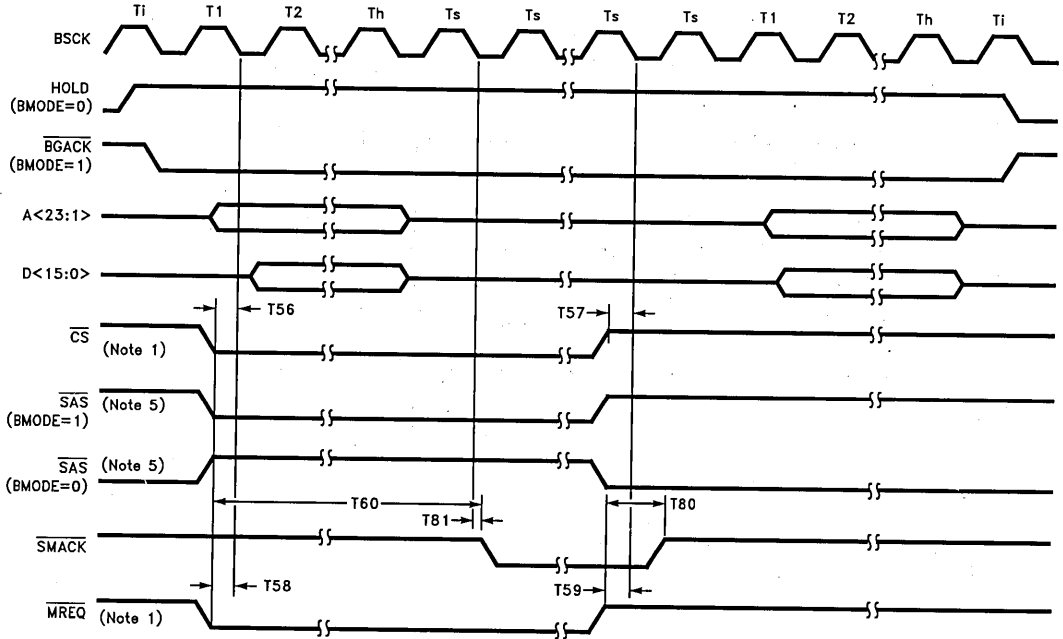 Ti T1 T2 Th Ts Ts Ts Ts T1 T2 Th Ti
BSCK
HOLD
(BMODE=0)
BGACK
(BMODE=1)
A<23:1>
D<15:0>
T56
T57
CS (Note 1)
SAS (Note 5)
(BMODE=1)
SAS (Note 5)
(BMODE=0)
T60
T81
T80
SMACK
T58
T59
MREQ (Note 1)